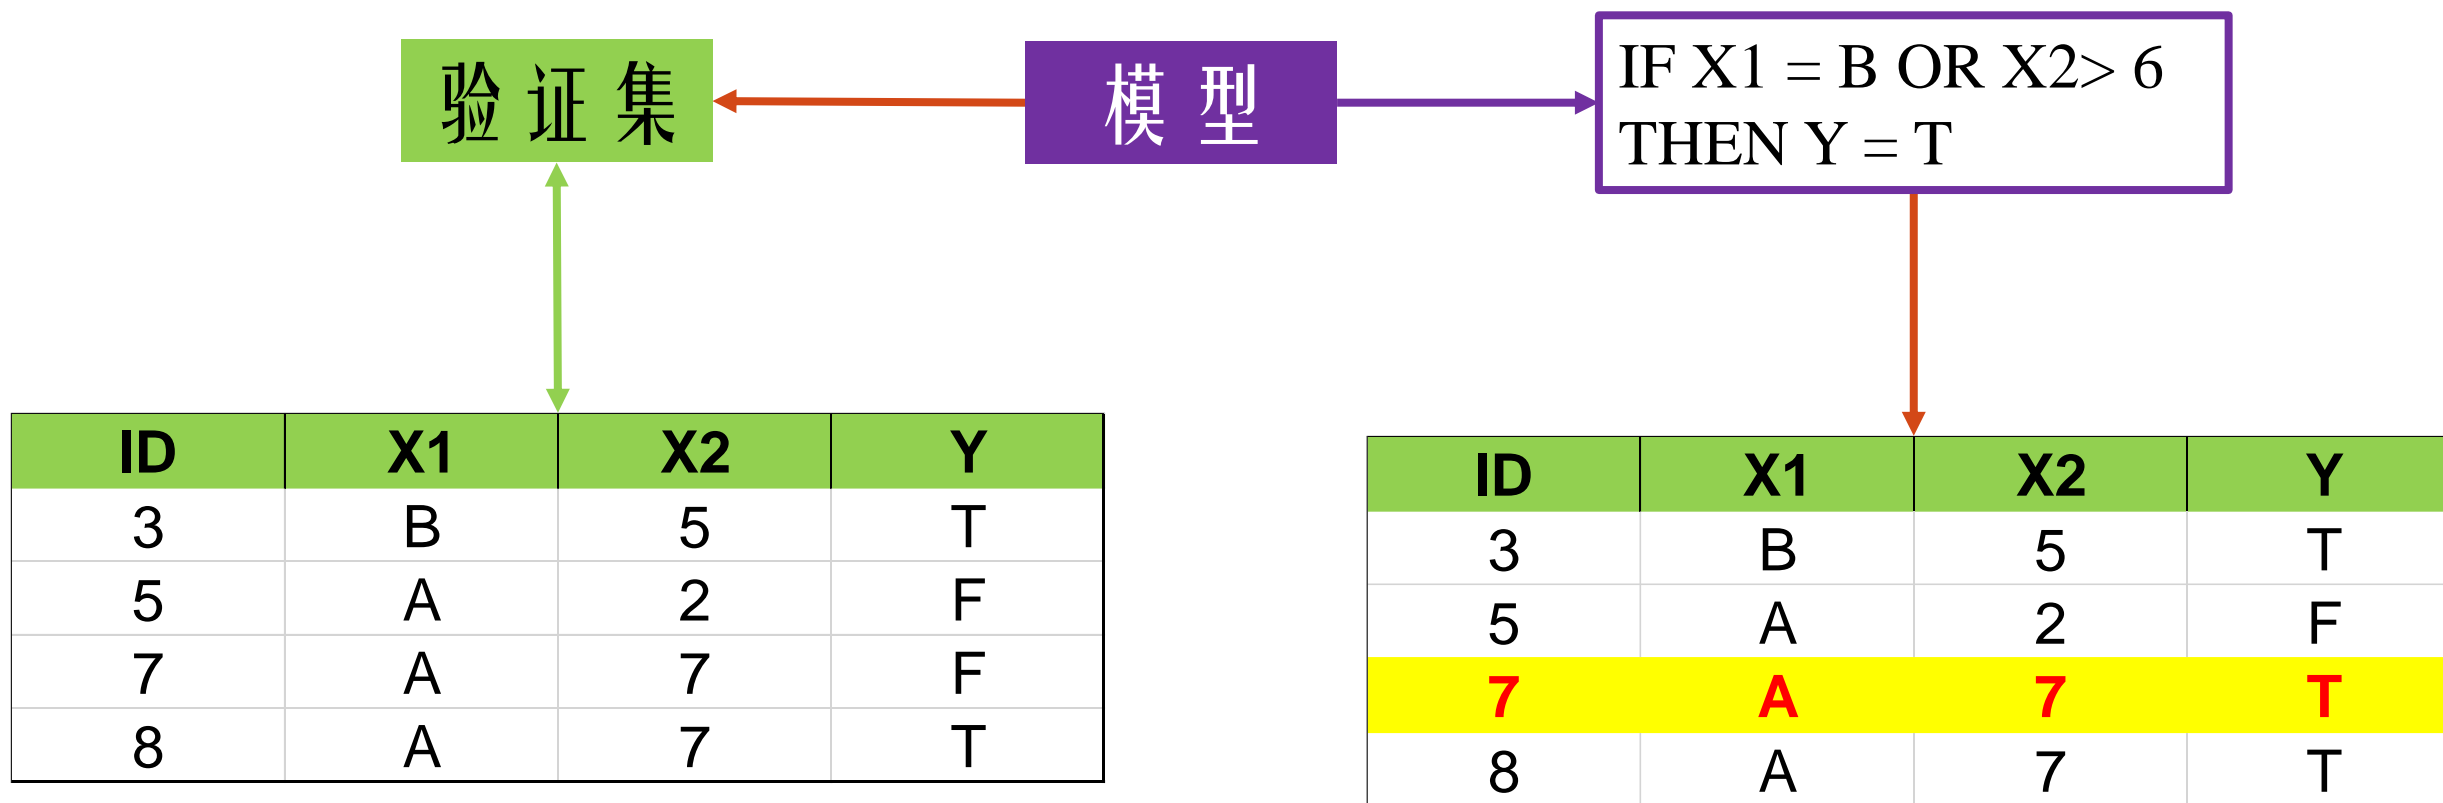 验证集
模型
IF X1 = B OR X2> 6
THEN Y = T
ID X1 X2 Y
3 B 5 T
5 A 2 F
7 A 7 F
8 A 7 T
ID X1 X2 Y
3 B 5 T
5 A 2 F
7 A 7 T
8 A 7 T